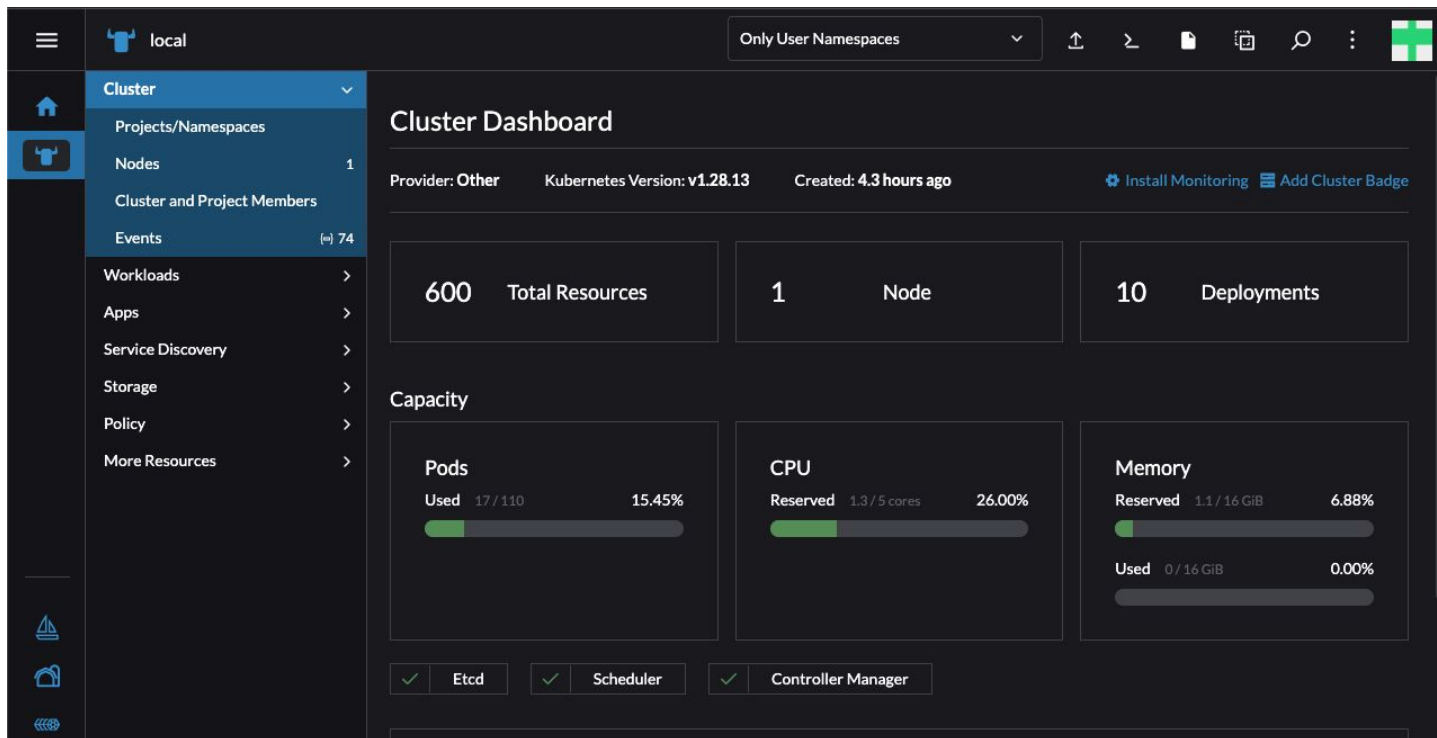 local
Only User Namespaces
Cluster
Projects/Namespaces
Nodes 1
Cluster and Project Members
Events 74
Workloads
Apps
Service Discovery
Storage
Policy
More Resources
Cluster Dashboard
Provider: Other Kubernetes Version: v1.28.13 Created: 4.3 hours ago Install Monitoring Add Cluster Badge
600 Total Resources
1 Node
10 Deployments
Capacity
Pods
Used 17/110 15.45%
CPU
Reserved 1.3/5 cores 26.00%
Memory
Reserved 1.1/16 GiB 6.88%
Used 0/16 GiB 0.00%
Etcd
Scheduler
Controller Manager